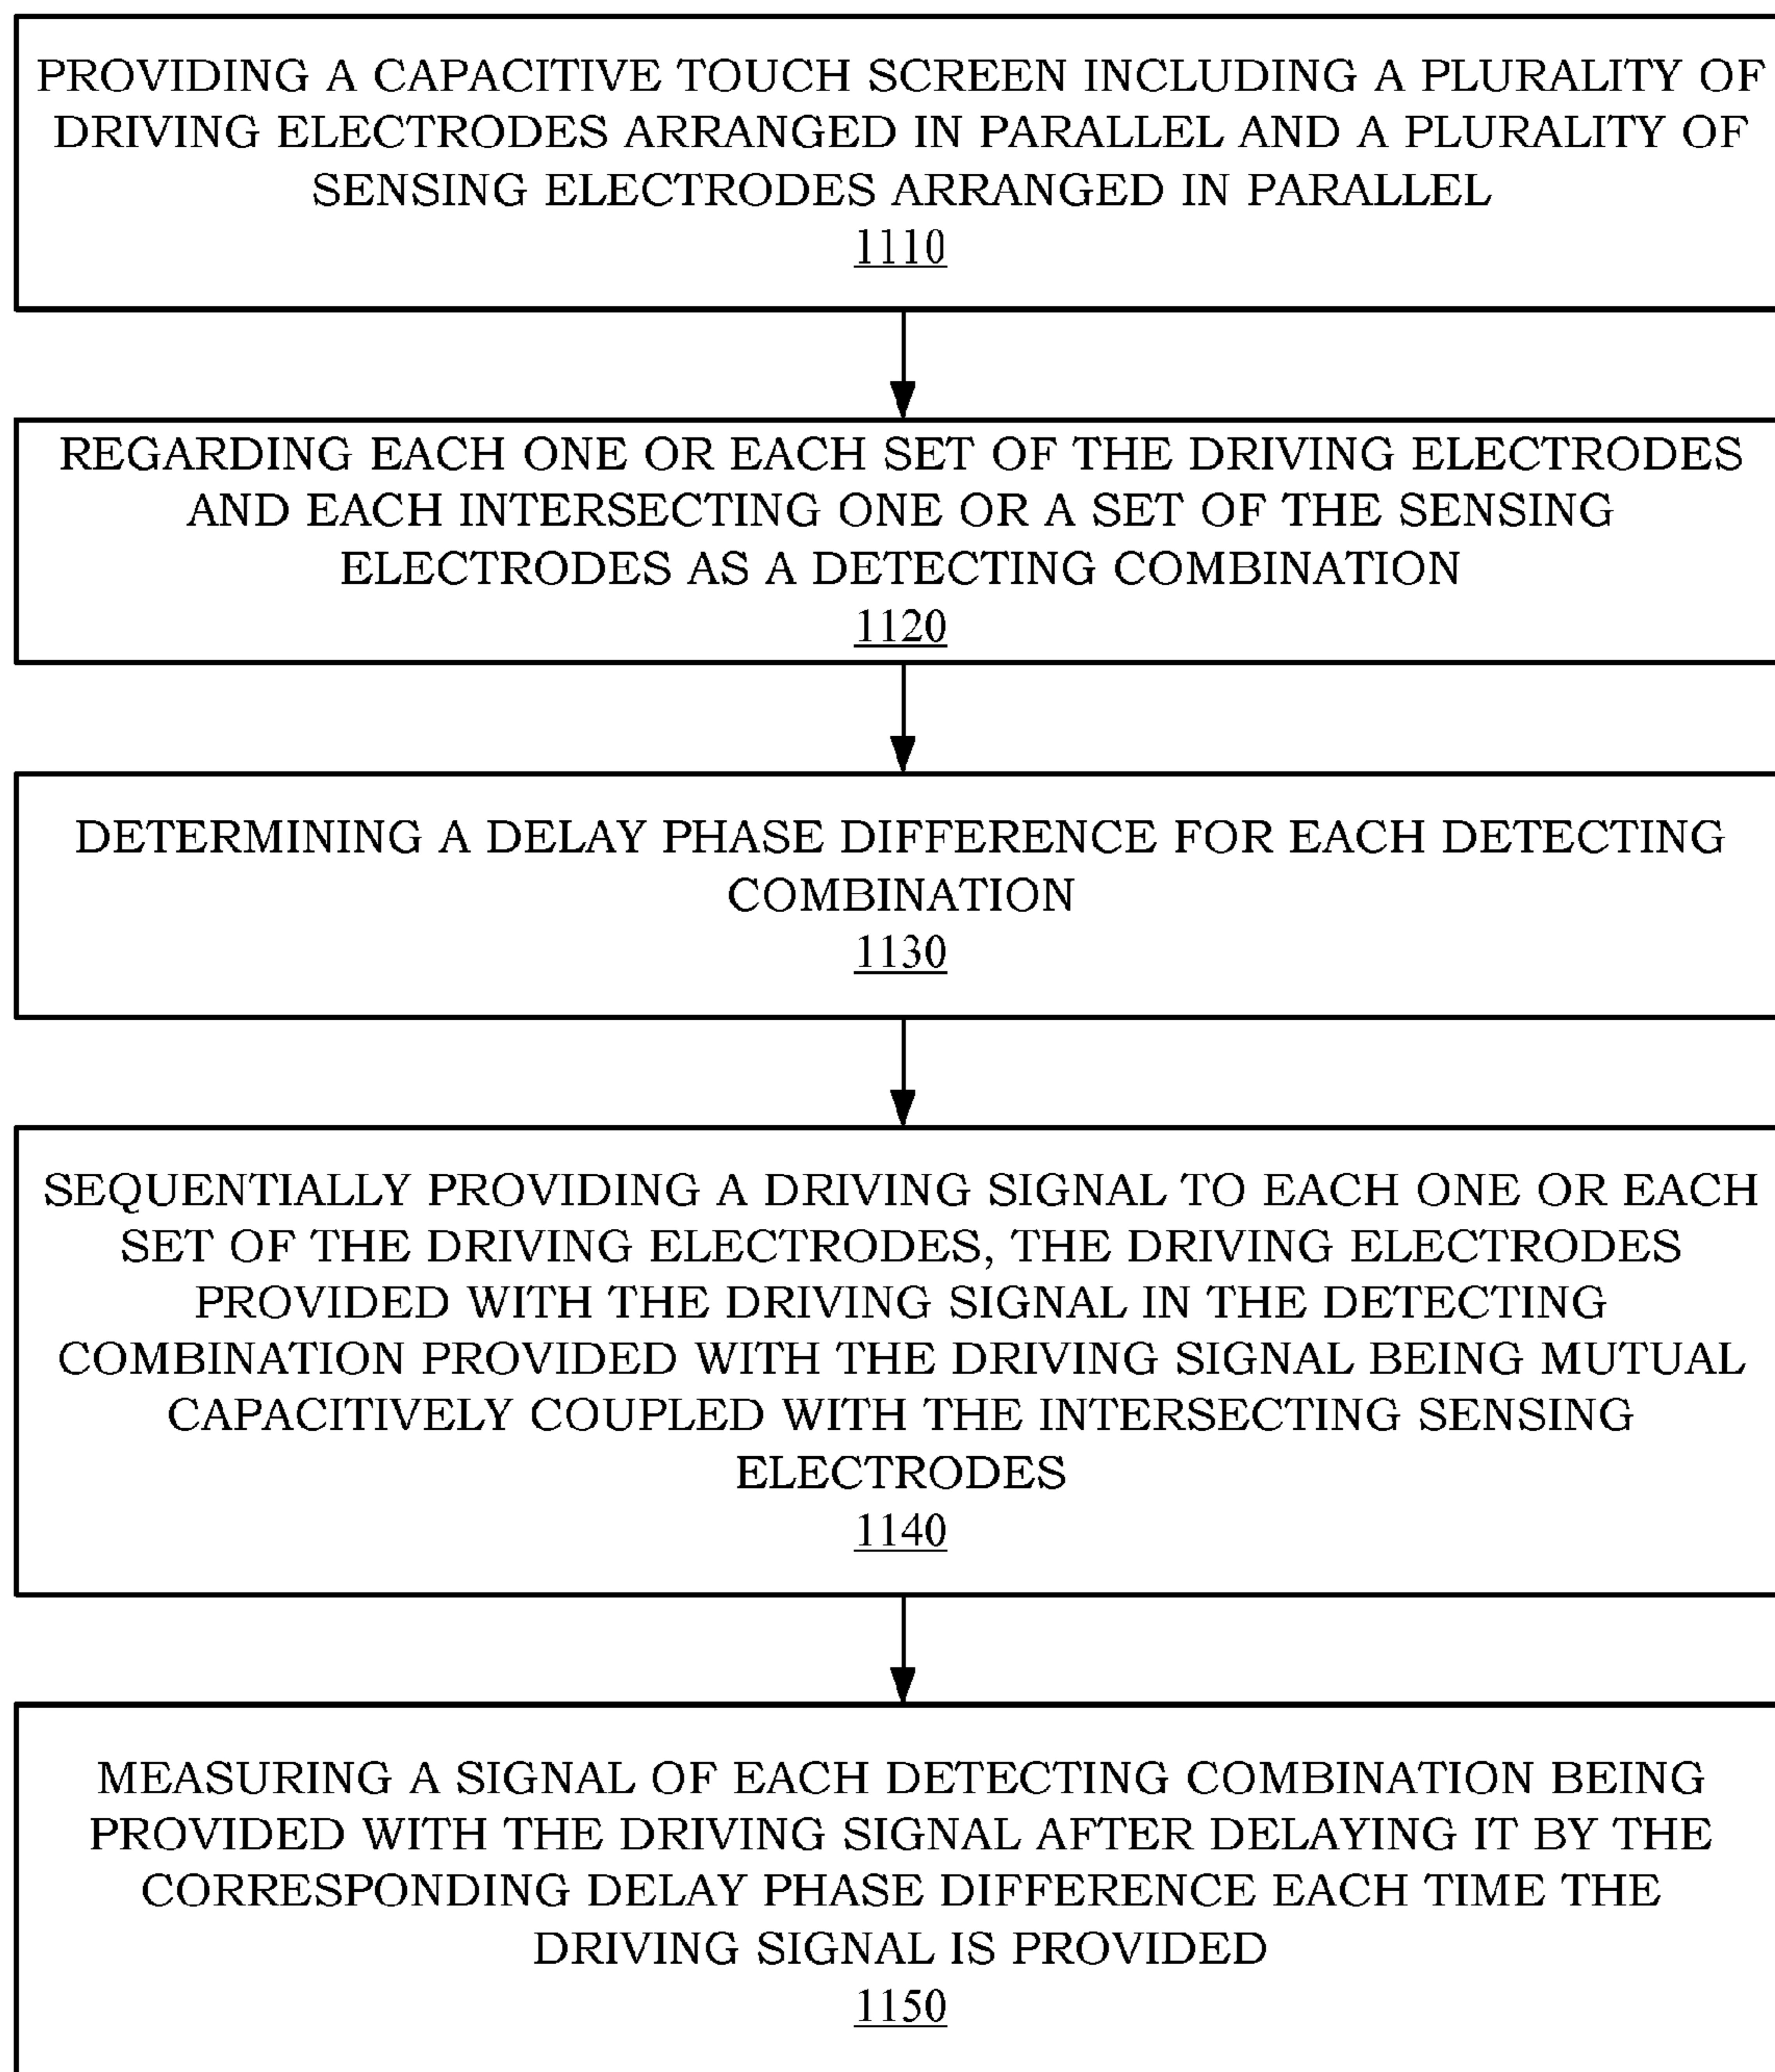 PROVIDING A CAPACITIVE TOUCH SCREEN INCLUDING A PLURALITY OF
DRIVING ELECTRODES ARRANGED IN PARALLEL AND A PLURALITY OF
SENSING ELECTRODES ARRANGED IN PARALLEL
1110
REGARDING EACH ONE OR EACH SET OF THE DRIVING ELECTRODES
AND EACH INTERSECTING ONE OR A SET OF THE SENSING
ELECTRODES AS A DETECTING COMBINATION
1120
DETERMINING A DELAY PHASE DIFFERENCE FOR EACH DETECTING
COMBINATION
1130
SEQUENTIALLY PROVIDING A DRIVING SIGNAL TO EACH ONE OR EACH
SET OF THE DRIVING ELECTRODES, THE DRIVING ELECTRODES
PROVIDED WITH THE DRIVING SIGNAL IN THE DETECTING
COMBINATION PROVIDED WITH THE DRIVING SIGNAL BEING MUTUAL
CAPACITIVELY COUPLED WITH THE INTERSECTING SENSING
ELECTRODES
1140
MEASURING A SIGNAL OF EACH DETECTING COMBINATION BEING
PROVIDED WITH THE DRIVING SIGNAL AFTER DELAYING IT BY THE
CORRESPONDING DELAY PHASE DIFFERENCE EACH TIME THE
DRIVING SIGNAL IS PROVIDED
1150